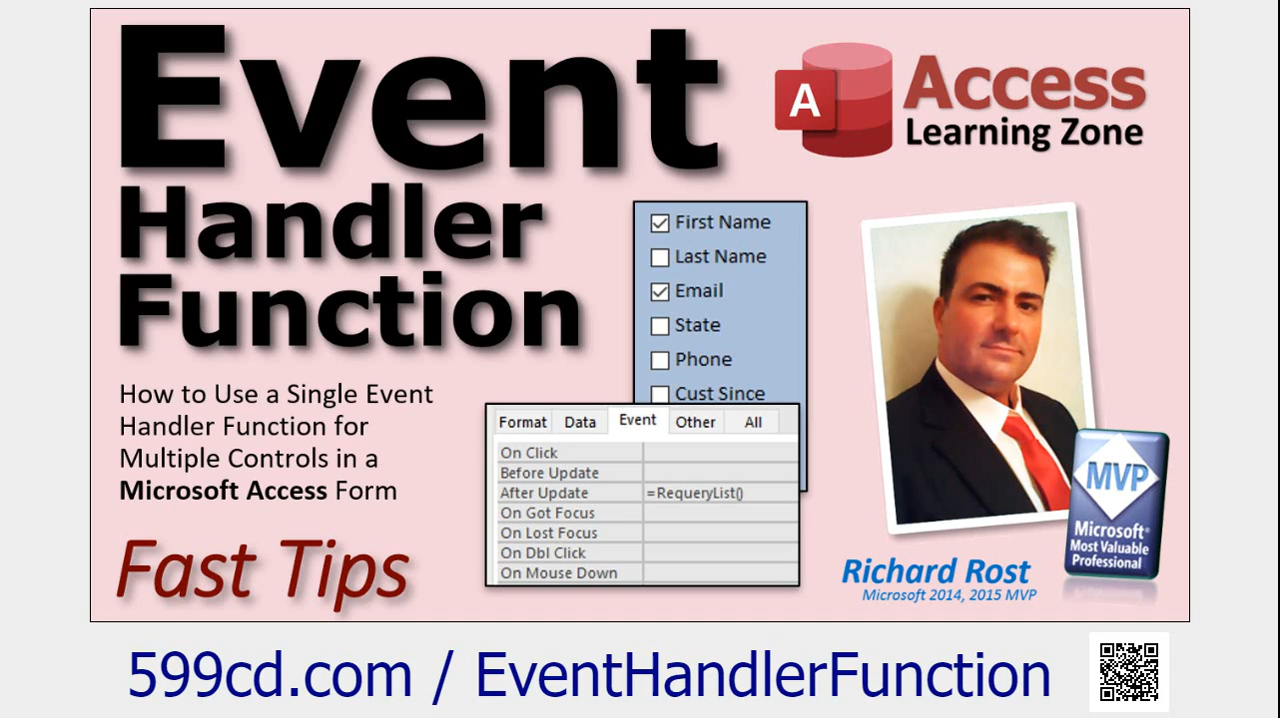 Event
Handler
Function
A Access
Learning Zone
First Name
Last Name
Email
State
Phone
Cust Since
How to Use a Single Event
Handler Function for
Multiple Controls in a
Microsoft Access Form
Fast Tips
Format Data Event Other All
On Click
Before Update
After Update =RequeryList()
On Got Focus
On Lost Focus
On Dbl Click
On Mouse Down
MVP
Microsoft®
Most Valuable
Professional
Richard Rost
Microsoft 2014, 2015 MVP
599cd.com / EventHandlerFunction